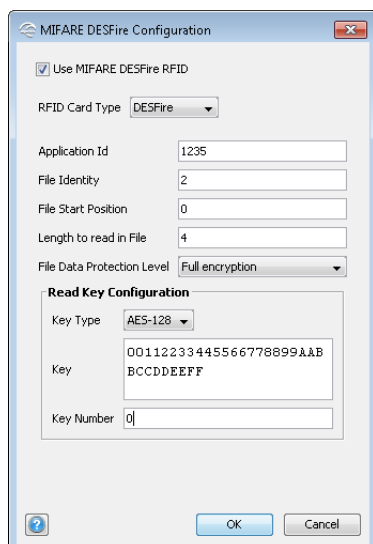 MIFARE DESFire Configuration
Use MIFARE DESFire RFID
RFID Card Type DESFire
Application Id 1235
File Identity 2
File Start Position 0
Length to read in File 4
File Data Protection Level Full encryption
Read Key Configuration
Key Type AES-128
00112233445566778899AAB
Key
BCCDDEEFF
Key Number 0
?
OK Cancel